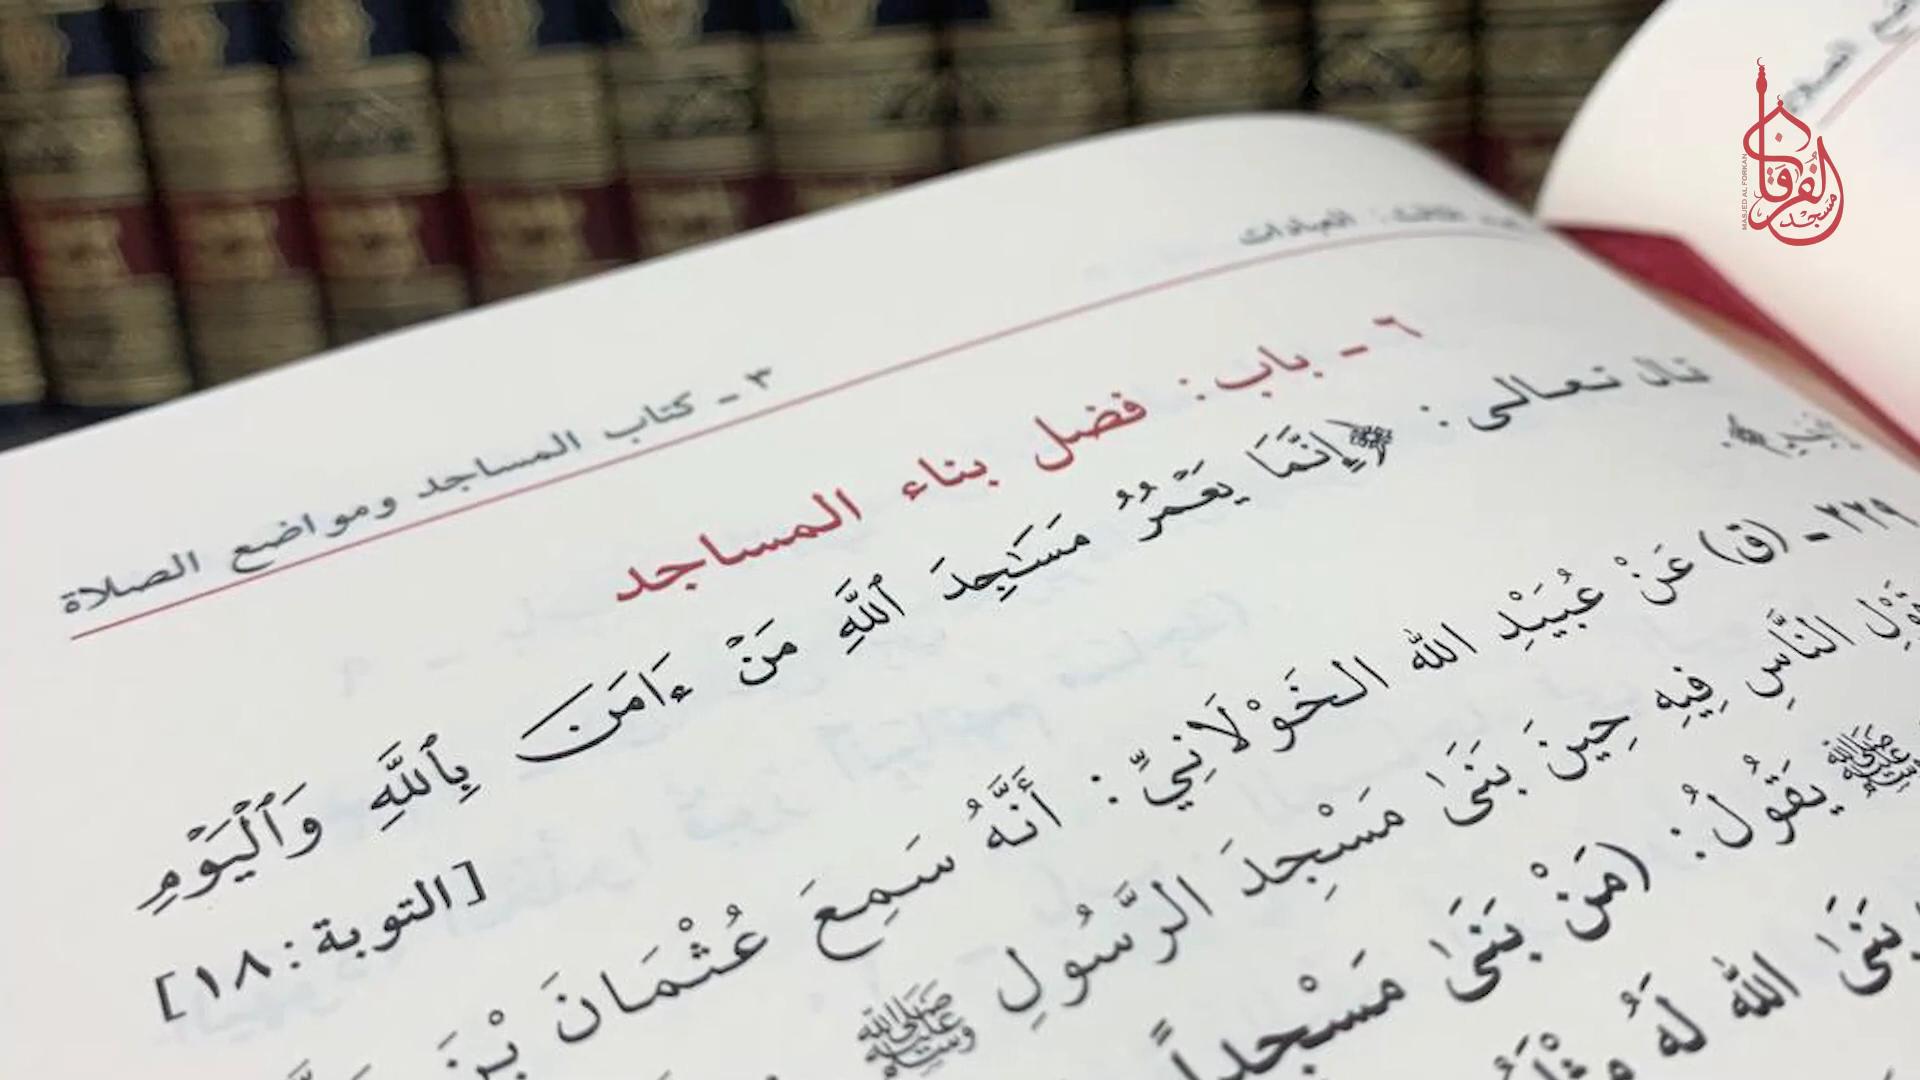 ٣ ـ كتاب المساجد ومواضع الصلاة
العبادات
٦ ـ باب: فضل بناء المساجد
قال تعالى: ﴿إِنَّمَا يَعۡمُرُ مَسَٰجِدَ ٱللَّهِ مَنۡ ءَامَنَ بِٱللَّهِ وَٱلۡيَوۡمِ
[التوبة: ١٨]
٢٢٩ ـ (ق) عَنْ عُبَيْدِ الله الخَوْلَانِيِّ: أَنَّهُ سَمِعَ عُثْمَانَ بْنَ
النَّاسِ فِيهِ حِينَ بَنَىٰ مَسْجِدَ الرَّسُولِ ﷺ
ﷺ يَقُولُ: (مَنْ بَنَىٰ مَسْجِداً
بَنَىٰ الله لَهُ
مسجد الفرقان
MASJED AL FORKAN